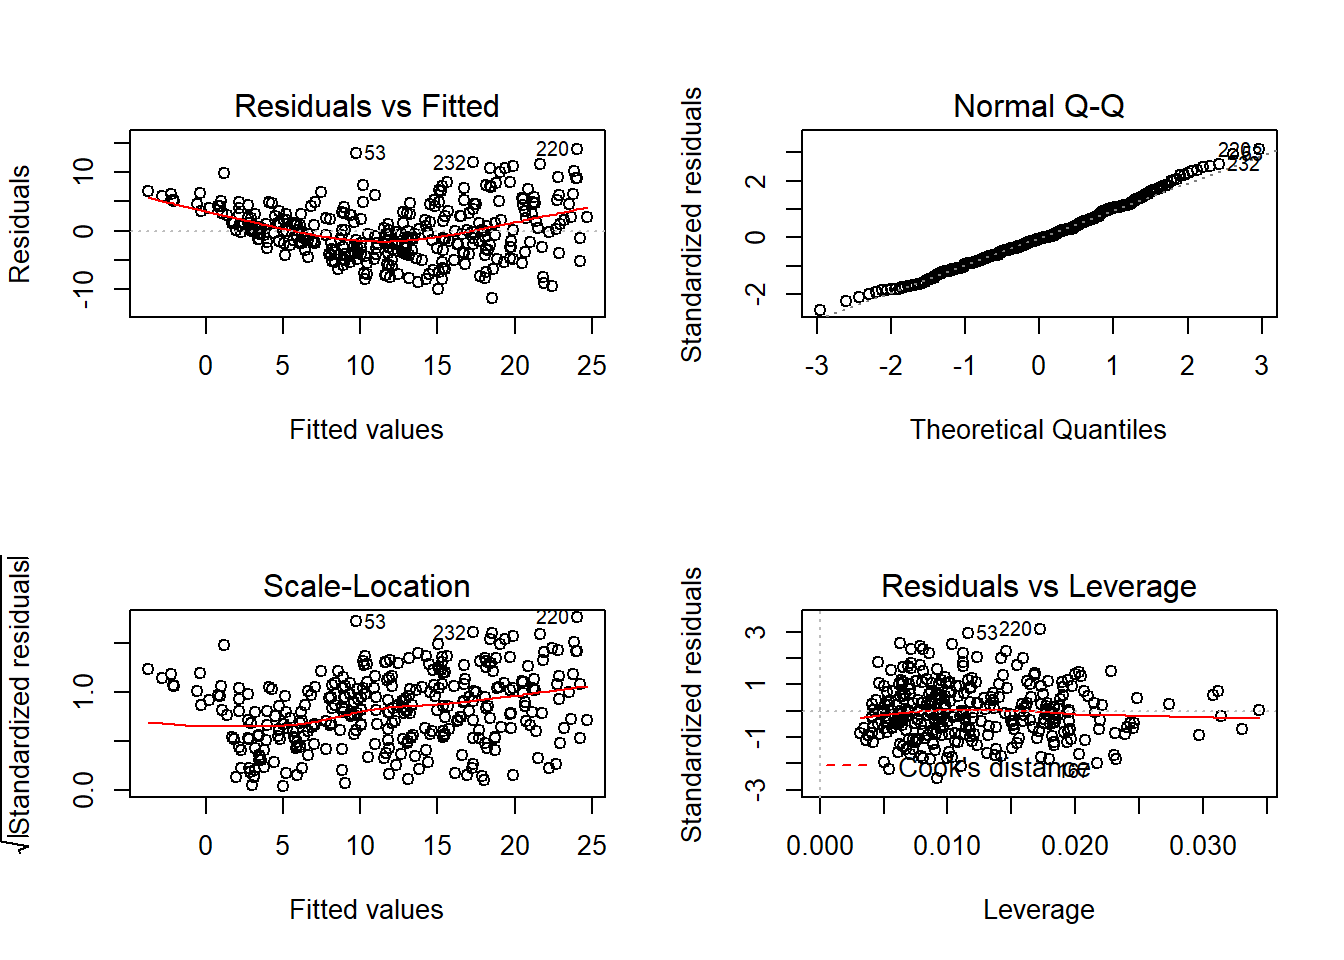 Residuals vs Fitted
Residuals
10
0
-10
53
232
220
0 5 10 15 20 25
Fitted values
Normal Q-Q
Standardized residuals
2
0
-2
220
53
232
-3 -2 -1 0 1 2 3
Theoretical Quantiles
Scale-Location
√|Standardized residuals|
1.0
0.0
53
232
220
0 5 10 15 20 25
Fitted values
Residuals vs Leverage
Standardized residuals
3
1
-1
-3
53
220
Cook's distance
0.000 0.010 0.020 0.030
Leverage